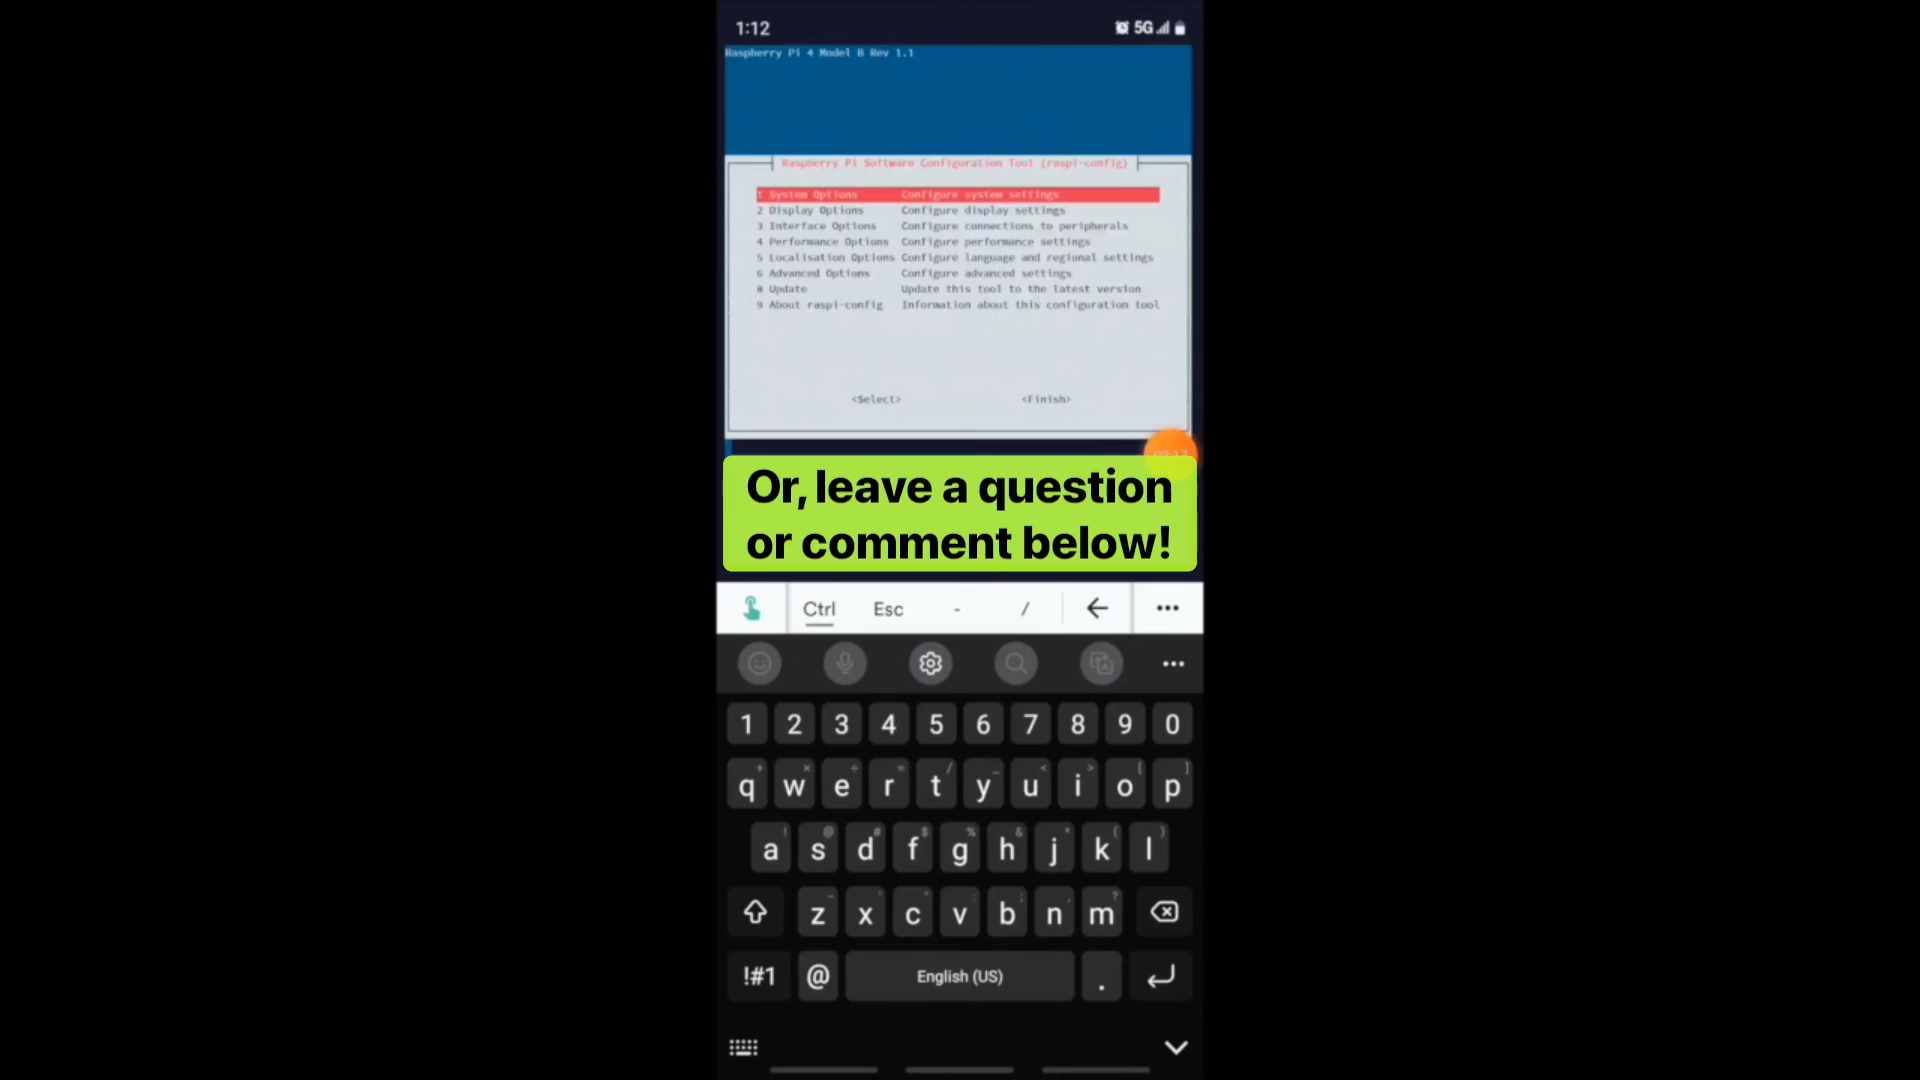 1:12 5G
Raspberry Pi 4 Model B Rev 1.1
Raspberry Pi Software Configuration Tool (raspi-config)
1 System Options Configure system settings
2 Display Options Configure display settings
3 Interface Options Configure connections to peripherals
4 Performance Options Configure performance settings
5 Localisation Options Configure language and regional settings
6 Advanced Options Configure advanced settings
8 Update Update this tool to the latest version
9 About raspi-config Information about this configuration tool
<Select> <Finish>
02:17
Or, leave a question
or comment below!
Ctrl Esc - /
1 2 3 4 5 6 7 8 9 0
q w e r t y u i o p
a s d f g h j k l
z x c v b n m
!#1 @ English (US) .